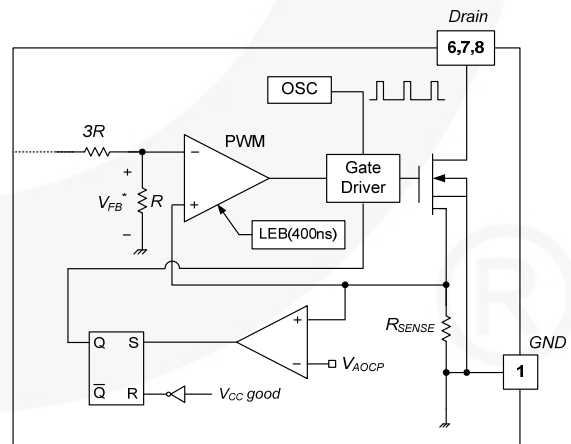 Drain
6,7,8
OSC
3R
PWM
−
+
+
V_FB*
R
−
Gate Driver
LEB(400ns)
R_SENSE
GND
1
Q
S
+
−
V_AOCP
Q̅
R
V_CC good
®